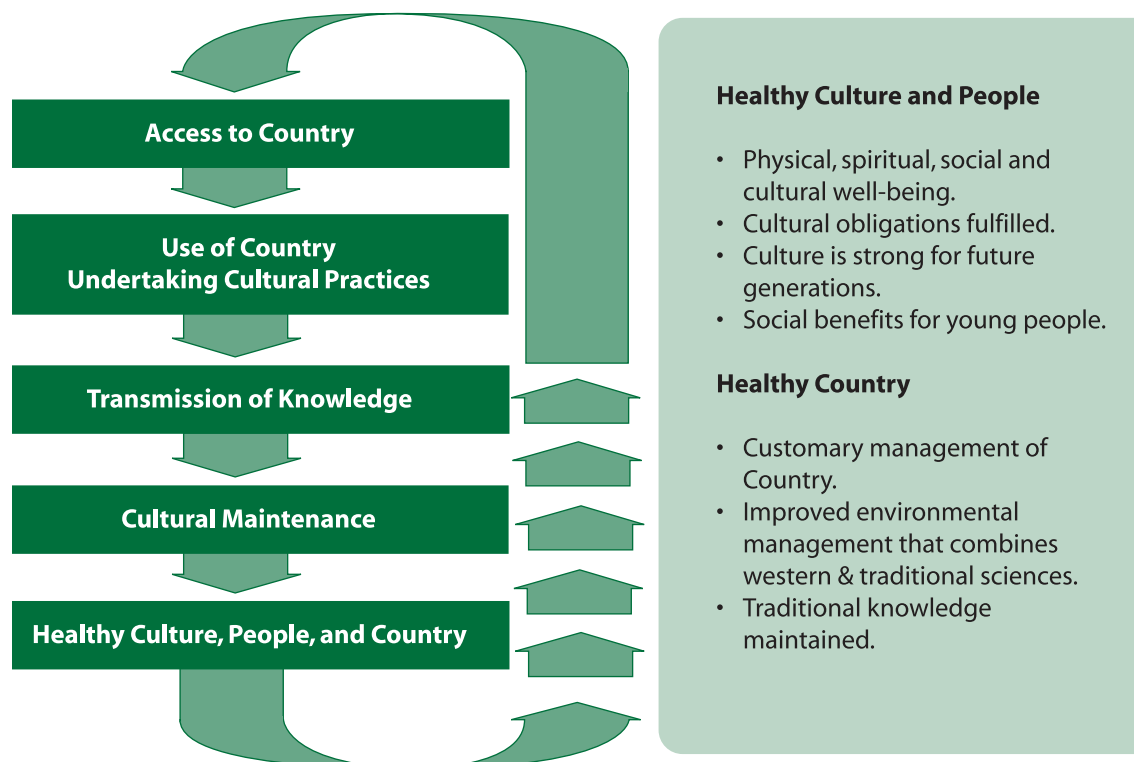 Access to Country
Use of Country
Undertaking Cultural Practices
Transmission of Knowledge
Cultural Maintenance
Healthy Culture, People, and Country
Healthy Culture and People
• Physical, spiritual, social and
cultural well-being.
• Cultural obligations fulfilled.
• Culture is strong for future
generations.
• Social benefits for young people.
Healthy Country
• Customary management of
Country.
• Improved environmental
management that combines
western & traditional sciences.
• Traditional knowledge
maintained.